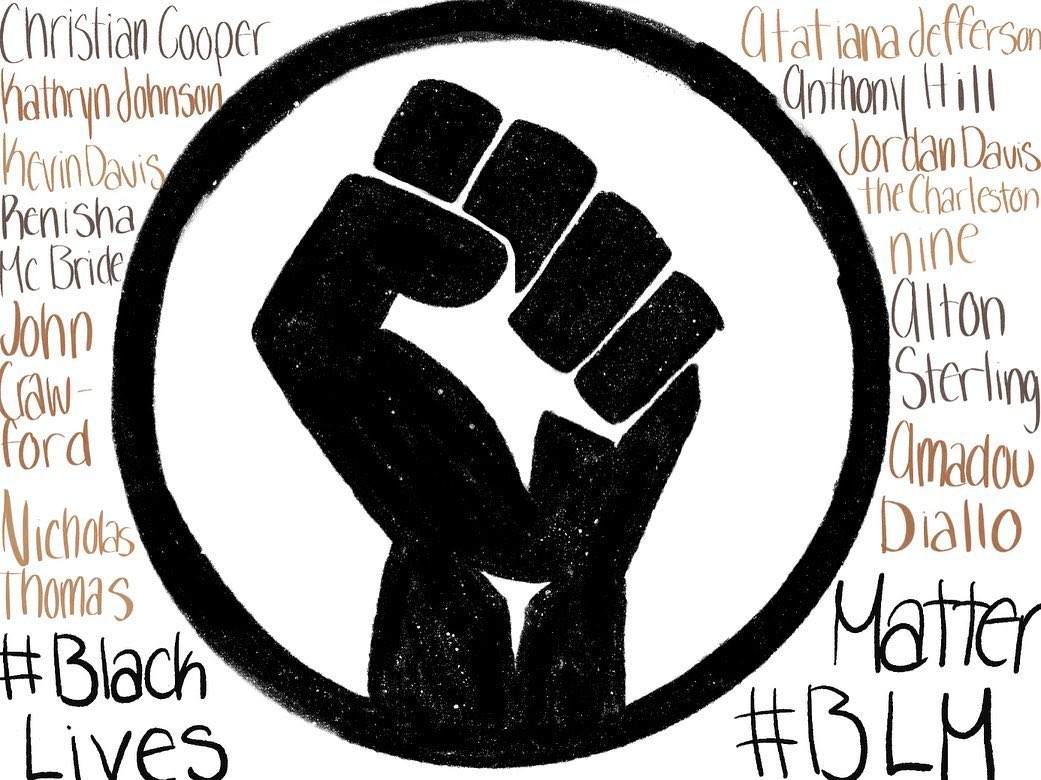 Christian Cooper
Kathryn Johnson
Kevin Davis
Renisha
Mc Bride
John
Craw-
ford
Nicholas
Thomas
#Black
Lives
Atatiana Jefferson
Anthony Hill
Jordan Davis
the Charleston
nine
Alton
Sterling
Amadou
Diallo
Matter
#BLM